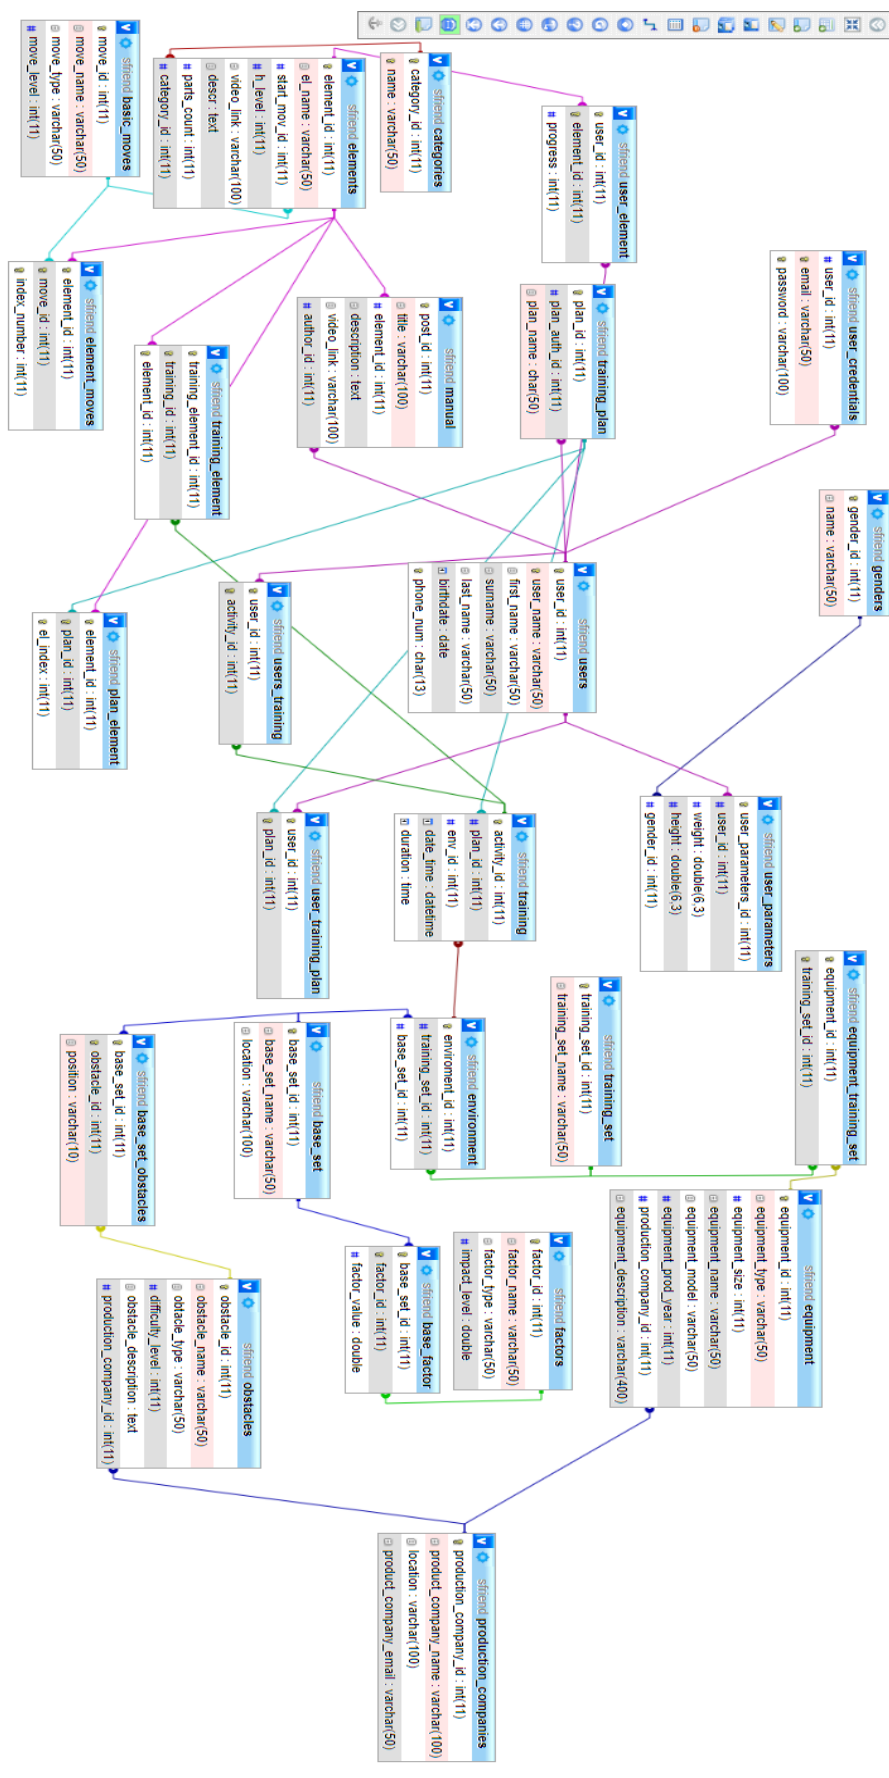 sfriend basic_moves
move_id : int(11)
move_name : varchar(50)
move_type : varchar(50)
move_level : int(11)
sfriend elements
element_id : int(11)
el_name : varchar(50)
start_mov_id : int(11)
h_level : int(11)
video_link : varchar(100)
descr : text
parts_count : int(11)
category_id : int(11)
sfriend categories
category_id : int(11)
name : varchar(50)
sfriend user_element
user_id : int(11)
element_id : int(11)
progress : int(11)
sfriend element_moves
element_id : int(11)
move_id : int(11)
index_number : int(11)
sfriend training_element
training_element_id : int(11)
training_id : int(11)
element_id : int(11)
sfriend manual
post_id : int(11)
title : varchar(100)
element_id : int(11)
description : text
video_link : varchar(100)
author_id : int(11)
sfriend training_plan
plan_id : int(11)
plan_auth_id : int(11)
plan_name : char(50)
sfriend user_credentials
user_id : int(11)
email : varchar(50)
password : varchar(100)
sfriend genders
gender_id : int(11)
name : varchar(50)
sfriend plan_element
element_id : int(11)
plan_id : int(11)
el_index : int(11)
sfriend users_training
user_id : int(11)
activity_id : int(11)
sfriend users
user_id : int(11)
user_name : varchar(50)
first_name : varchar(50)
surname : varchar(50)
last_name : varchar(50)
birthdate : date
phone_num : char(13)
sfriend user_parameters
user_parameters_id : int(11)
user_id : int(11)
weight : double(6,3)
height : double(6,3)
gender_id : int(11)
sfriend user_training_plan
user_id : int(11)
plan_id : int(11)
sfriend training
activity_id : int(11)
plan_id : int(11)
env_id : int(11)
date_time : datetime
duration : time
sfriend equipment_training_set
equipment_id : int(11)
training_set_id : int(11)
sfriend training_set
training_set_id : int(11)
training_set_name : varchar(50)
sfriend environment
enviroment_id : int(11)
training_set_id : int(11)
base_set_id : int(11)
sfriend base_set
base_set_id : int(11)
base_set_name : varchar(50)
location : varchar(100)
sfriend base_set_obstacles
base_set_id : int(11)
obstacle_id : int(11)
position : varchar(10)
sfriend equipment
equipment_id : int(11)
equipment_type : varchar(50)
equipment_size : int(11)
equipment_model : varchar(50)
equipment_name : varchar(50)
equipment_prod_year : int(11)
production_company_id : int(11)
equipment_description : varchar(400)
sfriend factors
factor_id : int(11)
factor_name : varchar(50)
factor_type : varchar(50)
impact_level : double
sfriend base_factor
base_set_id : int(11)
factor_id : int(11)
factor_value : double
sfriend obstacles
obstacle_id : int(11)
obstacle_name : varchar(50)
obtacle_type : varchar(50)
difficulty_level : int(11)
obstacle_description : text
production_company_id : int(11)
sfriend production_companies
production_company_id : int(11)
product_company_name : varchar(100)
location : varchar(100)
product_company_email : varchar(50)